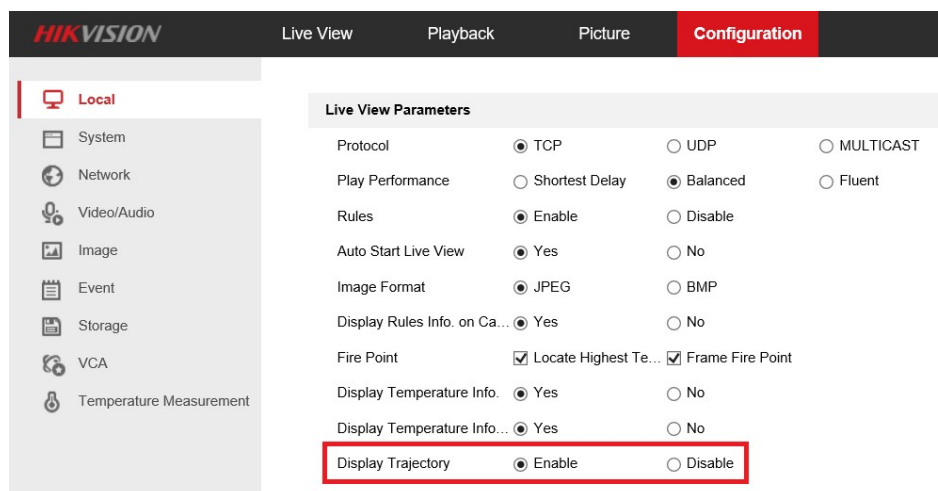 HIKVISION Live View Playback Picture Configuration
Local
System
Network
Video/Audio
Image
Event
Storage
VCA
Temperature Measurement
Live View Parameters
Protocol TCP UDP MULTICAST
Play Performance Shortest Delay Balanced Fluent
Rules Enable Disable
Auto Start Live View Yes No
Image Format JPEG BMP
Display Rules Info. on Ca... Yes No
Fire Point Locate Highest Te... Frame Fire Point
Display Temperature Info. Yes No
Display Temperature Info... Yes No
Display Trajectory Enable Disable